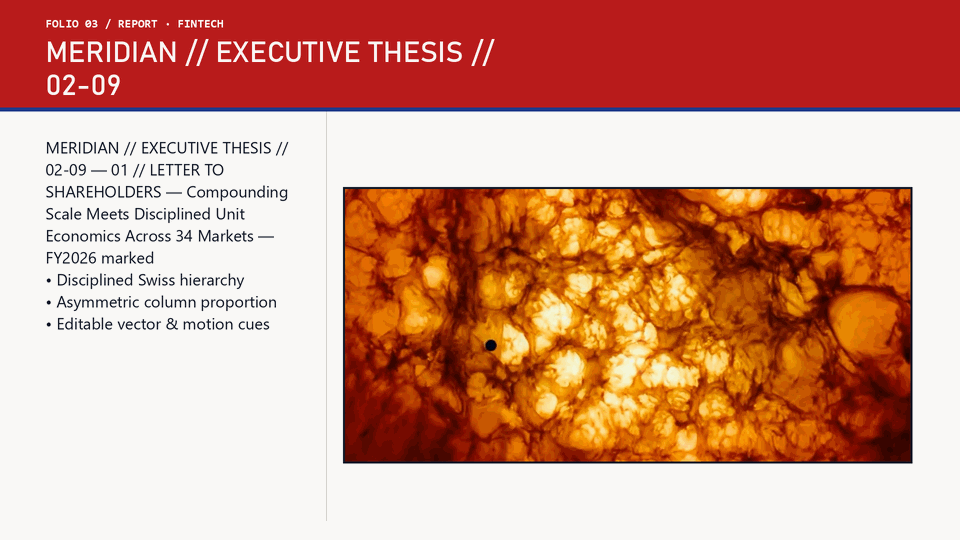 FOLIO 03 / REPORT · FINTECH
MERIDIAN // EXECUTIVE THESIS //
02-09
MERIDIAN // EXECUTIVE THESIS //
02-09 — 01 // LETTER TO
SHAREHOLDERS — Compounding
Scale Meets Disciplined Unit
Economics Across 34 Markets —
FY2026 marked
• Disciplined Swiss hierarchy
• Asymmetric column proportion
• Editable vector & motion cues